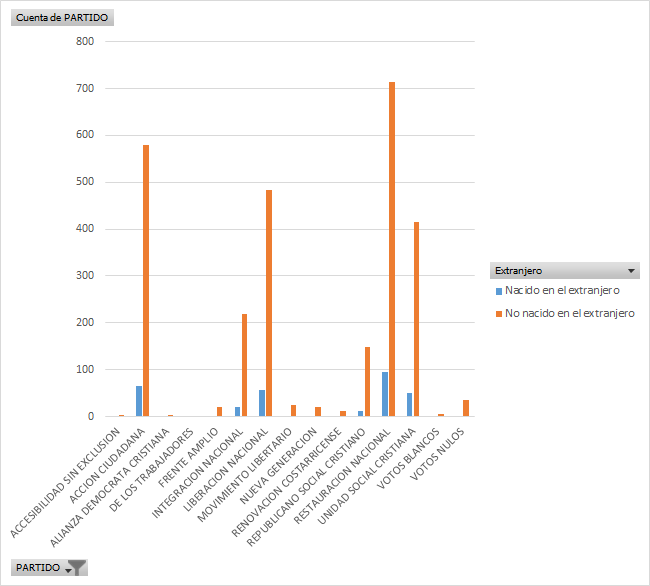 Cuenta de PARTIDO
800
700
600
500
400
300
200
100
0
ACCESIBILIDAD SIN EXCLUSION
ACCION CIUDADANA
ALIANZA DEMOCRATA CRISTIANA
DE LOS TRABAJADORES
FRENTE AMPLIO
INTEGRACION NACIONAL
LIBERACION NACIONAL
MOVIMIENTO LIBERTARIO
NUEVA GENERACION
RENOVACION COSTARRICENSE
REPUBLICANO SOCIAL CRISTIANO
RESTAURACION NACIONAL
UNIDAD SOCIAL CRISTIANA
VOTOS BLANCOS
VOTOS NULOS
Extranjero
Nacido en el extranjero
No nacido en el extranjero
PARTIDO